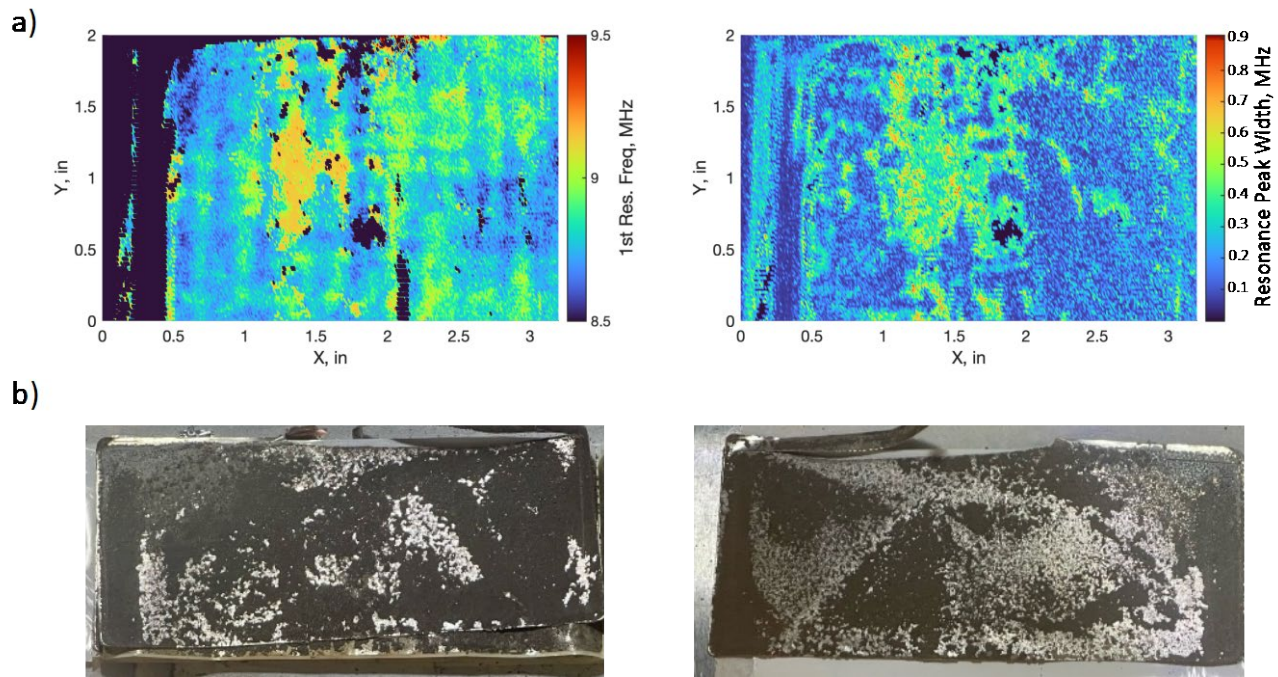 a)
2
1.5
1
0.5
0
Y, in
0 0.5 1 1.5 2 2.5 3
X, in
9.5
9
8.5
1st Res. Freq, MHz
2
1.5
1
0.5
0
Y, in
0 0.5 1 1.5 2 2.5 3
X, in
0.9
0.8
0.7
0.6
0.5
0.4
0.3
0.2
0.1
Resonance Peak Width, MHz
b)